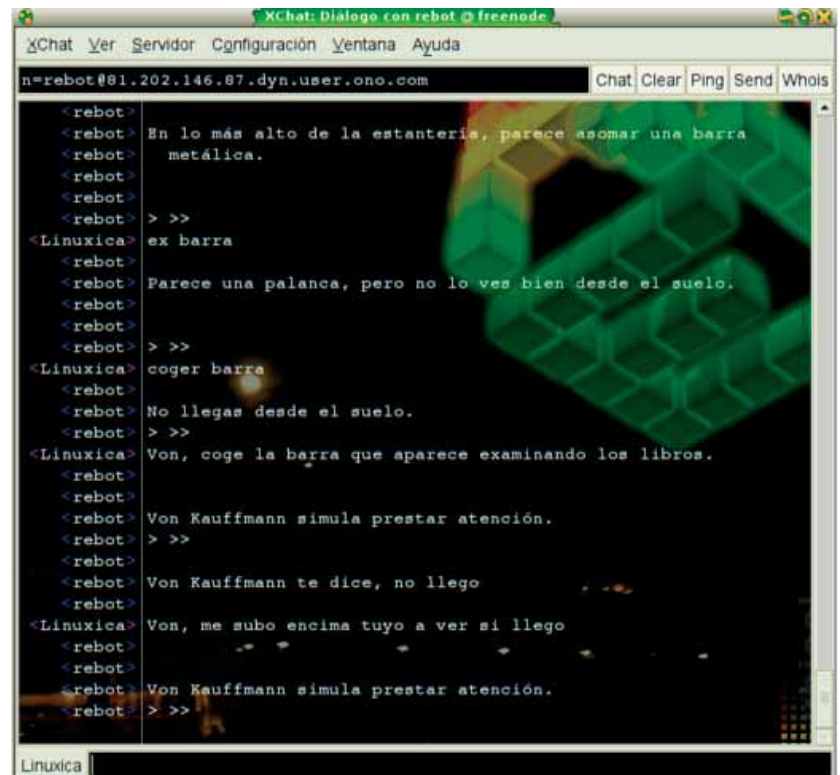 XChat: Diálogo con rebot @ freenode
XChat Ver Servidor Configuración Ventana Ayuda
n=rebot@81.202.146.87.dyn.user.ono.com Chat Clear Ping Send Whois
<rebot>
<rebot> En lo más alto de la estantería, parece asomar una barra
<rebot> metálica.
<rebot>
<rebot>
<rebot> > >>
<Linuxica> ex barra
<rebot>
<rebot> Parece una palanca, pero no lo ves bien desde el suelo.
<rebot>
<rebot>
<rebot> > >>
<Linuxica> coger barra
<rebot>
<rebot> No llegas desde el suelo.
<rebot> > >>
<Linuxica> Von, coge la barra que aparece examinando los libros.
<rebot>
<rebot>
<rebot> Von Kauffmann simula prestar atención.
<rebot> > >>
<rebot>
<rebot> Von Kauffmann te dice, no llego
<rebot>
<Linuxica> Von, me subo encima tuyo a ver si llego
<rebot>
<rebot>
<rebot> Von Kauffmann simula prestar atención.
<rebot> > >>
Linuxica